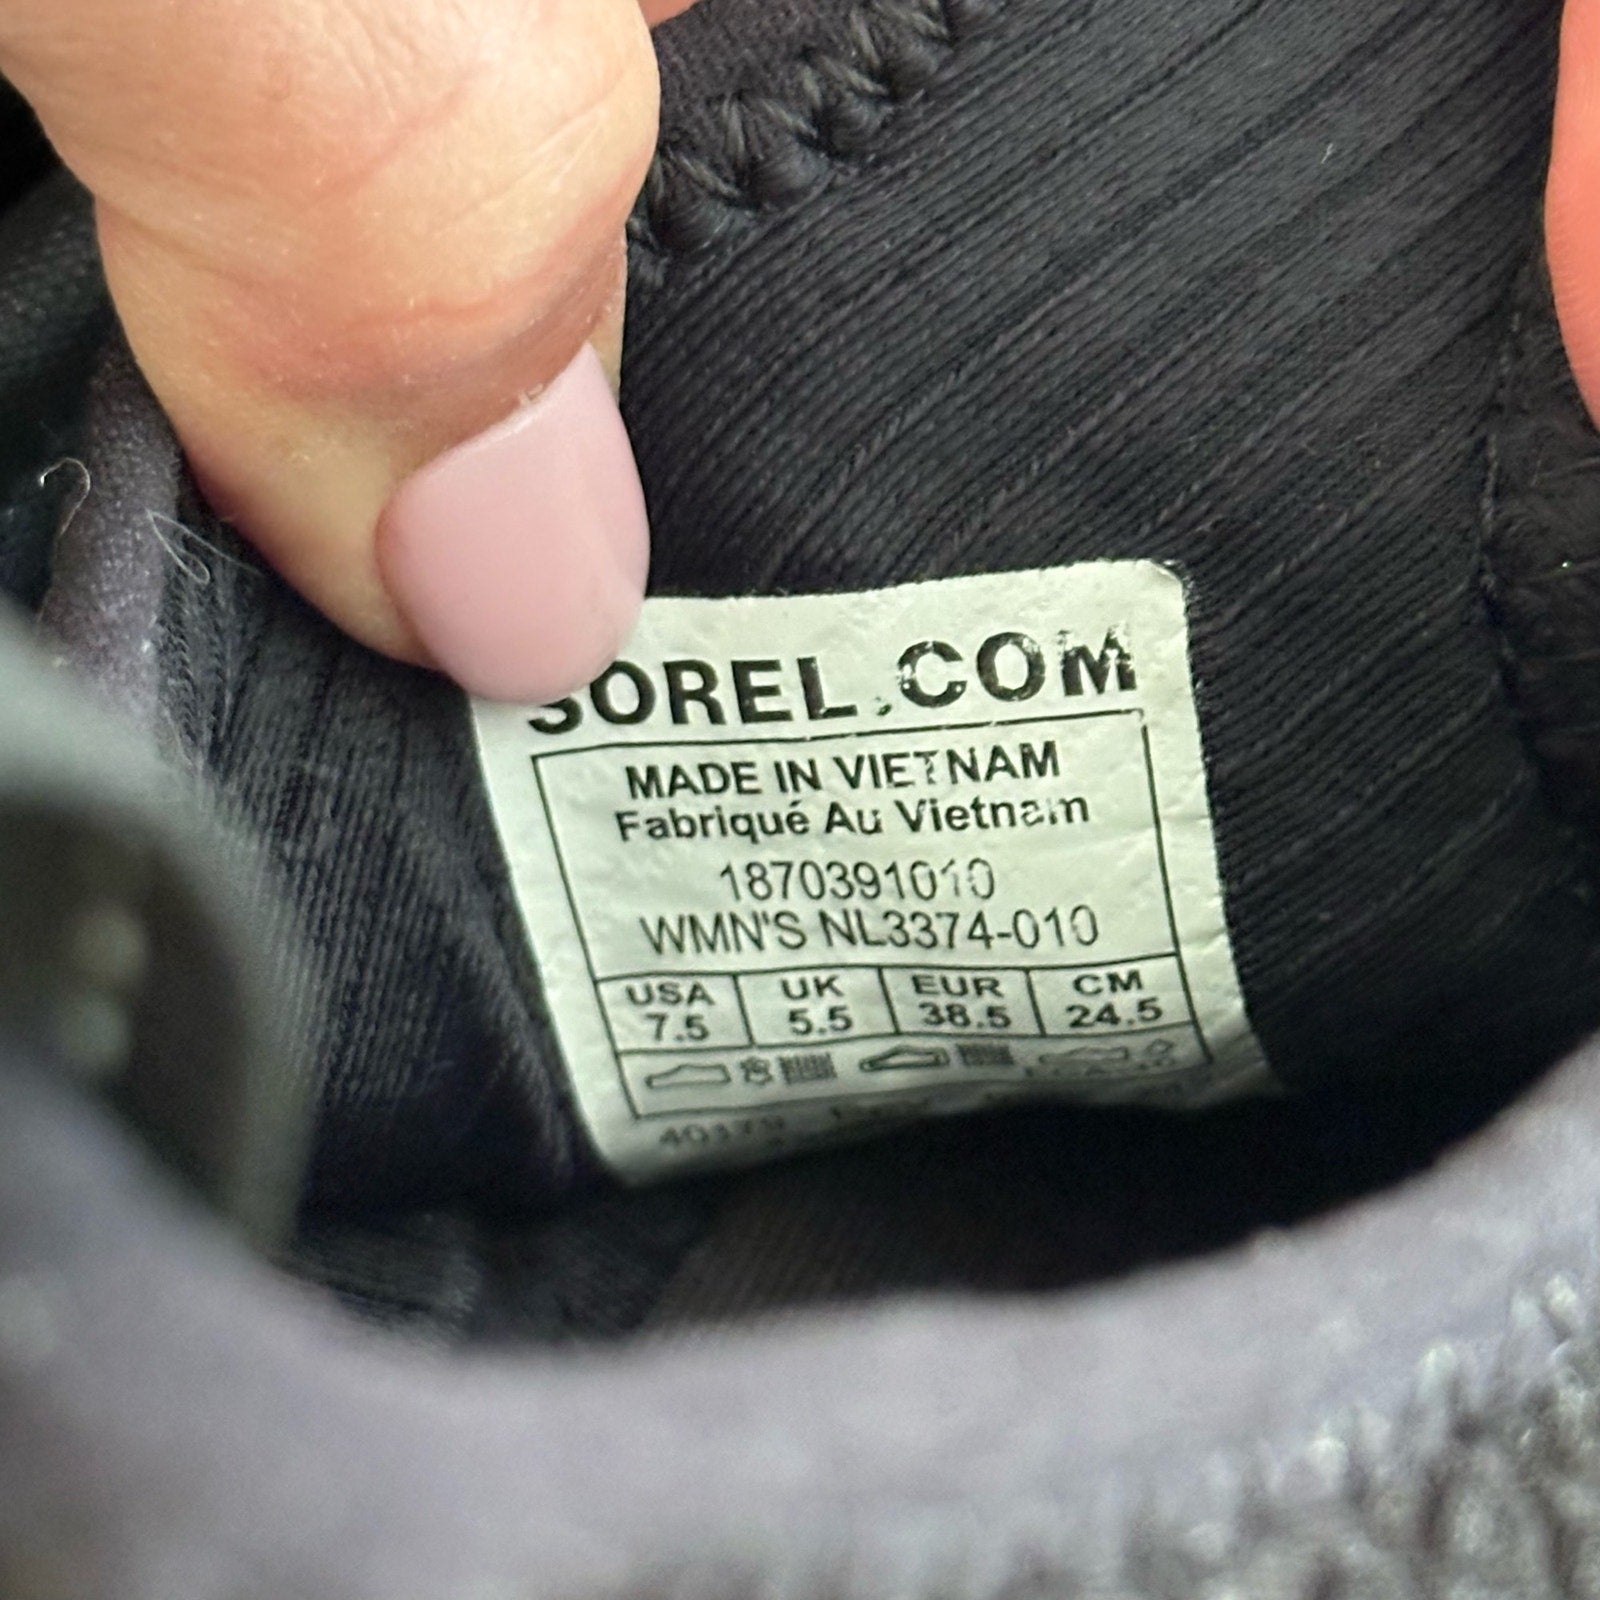 SOREL.COM
MADE IN VIETNAM
Fabriqué Au Vietnam
1870391010
WMN'S NL3374-010
USA UK EUR CM
7.5 5.5 38.5 24.5